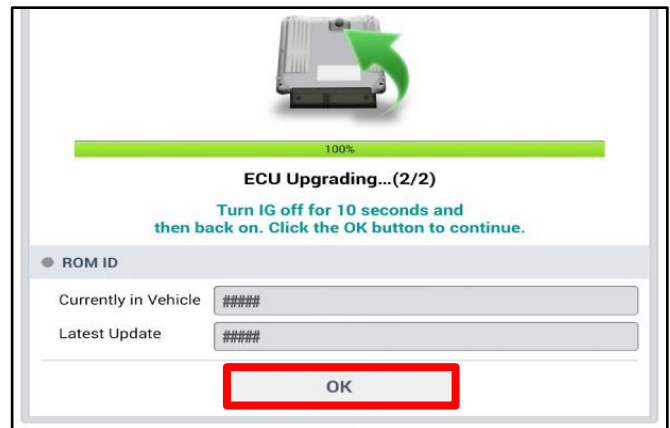 100%
ECU Upgrading...(2/2)
Turn IG off for 10 seconds and
then back on. Click the OK button to continue.
ROM ID
Currently in Vehicle #####
Latest Update #####
OK